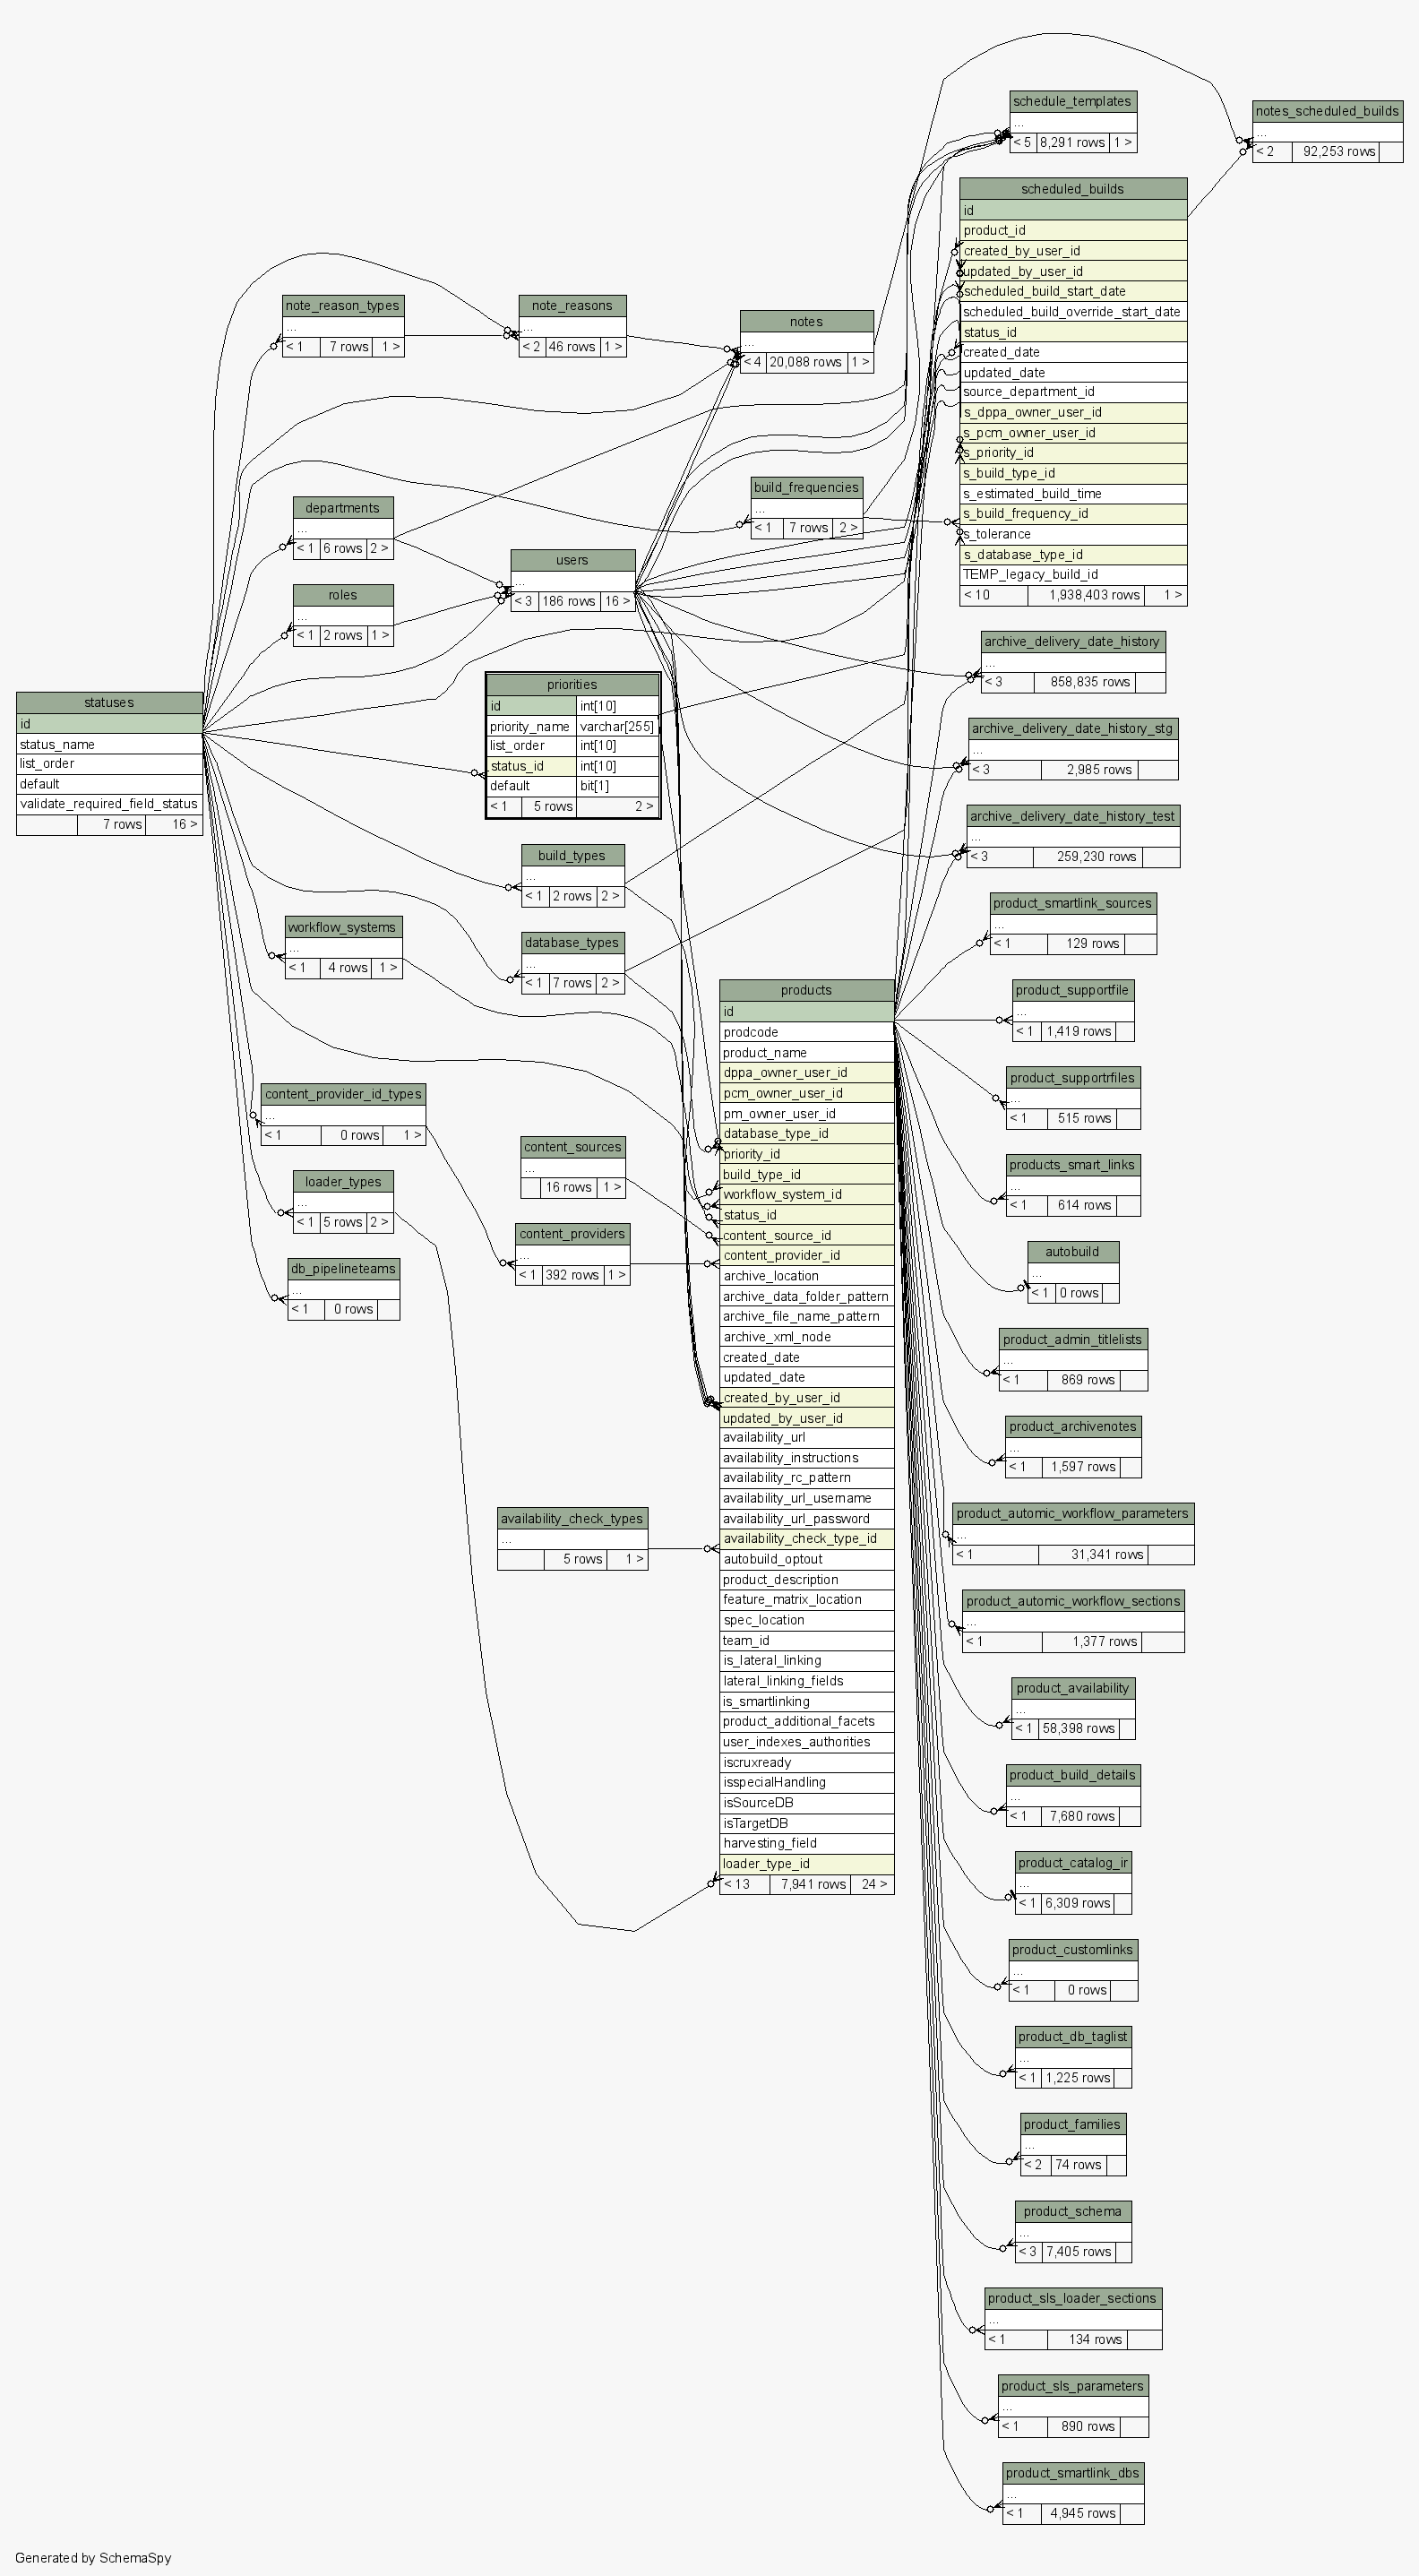 schedule_templates
...
< 5 8,291 rows 1 >
notes_scheduled_builds
...
< 2 92,253 rows
scheduled_builds
id
product_id
created_by_user_id
updated_by_user_id
scheduled_build_start_date
scheduled_build_override_start_date
status_id
created_date
updated_date
source_department_id
s_dppa_owner_user_id
s_pcm_owner_user_id
s_priority_id
s_build_type_id
s_estimated_build_time
s_build_frequency_id
s_tolerance
s_database_type_id
TEMP_legacy_build_id
< 10 1,938,403 rows 1 >
note_reason_types
...
< 1 7 rows 1 >
note_reasons
...
< 2 46 rows 1 >
notes
...
< 4 20,088 rows 1 >
build_frequencies
...
< 1 7 rows 2 >
departments
...
< 1 6 rows 2 >
users
...
< 3 186 rows 16 >
roles
...
< 1 2 rows 1 >
archive_delivery_date_history
...
< 3 858,835 rows
statuses
id
status_name
list_order
default
validate_required_field_status
7 rows 16 >
priorities
id int[10]
priority_name varchar[255]
list_order int[10]
status_id int[10]
default bit[1]
< 1 5 rows 2 >
archive_delivery_date_history_stg
...
< 3 2,985 rows
archive_delivery_date_history_test
...
< 3 259,230 rows
build_types
...
< 1 2 rows 2 >
product_smartlink_sources
...
< 1 129 rows
workflow_systems
...
< 1 4 rows 1 >
database_types
...
< 1 7 rows 2 >
products
id
prodcode
product_name
dppa_owner_user_id
pcm_owner_user_id
pm_owner_user_id
database_type_id
priority_id
build_type_id
workflow_system_id
status_id
content_source_id
content_provider_id
archive_location
archive_data_folder_pattern
archive_file_name_pattern
archive_xml_node
created_date
updated_date
created_by_user_id
updated_by_user_id
availability_url
availability_instructions
availability_rc_pattern
availability_url_username
availability_url_password
availability_check_type_id
autobuild_optout
product_description
feature_matrix_location
spec_location
team_id
is_lateral_linking
lateral_linking_fields
is_smartlinking
product_additional_facets
user_indexes_authorities
iscruxready
isspecialHandling
isSourceDB
isTargetDB
harvesting_field
loader_type_id
< 13 7,941 rows 24 >
product_supportfile
...
< 1 1,419 rows
product_supportrfiles
...
< 1 515 rows
content_provider_id_types
...
< 1 0 rows 1 >
content_sources
...
16 rows 1 >
products_smart_links
...
< 1 614 rows
loader_types
...
< 1 5 rows 2 >
content_providers
...
< 1 392 rows 1 >
autobuild
...
< 1 0 rows
db_pipelineteams
...
< 1 0 rows
product_admin_titlelists
...
< 1 869 rows
product_archivenotes
...
< 1 1,597 rows
availability_check_types
...
5 rows 1 >
product_automic_workflow_parameters
...
< 1 31,341 rows
product_automic_workflow_sections
...
< 1 1,377 rows
product_availability
...
< 1 58,398 rows
product_build_details
...
< 1 7,680 rows
product_catalog_ir
...
< 1 6,309 rows
product_customlinks
...
< 1 0 rows
product_db_taglist
...
< 1 1,225 rows
product_families
...
< 2 74 rows
product_schema
...
< 3 7,405 rows
product_sls_loader_sections
...
< 1 134 rows
product_sls_parameters
...
< 1 890 rows
product_smartlink_dbs
...
< 1 4,945 rows
Generated by SchemaSpy